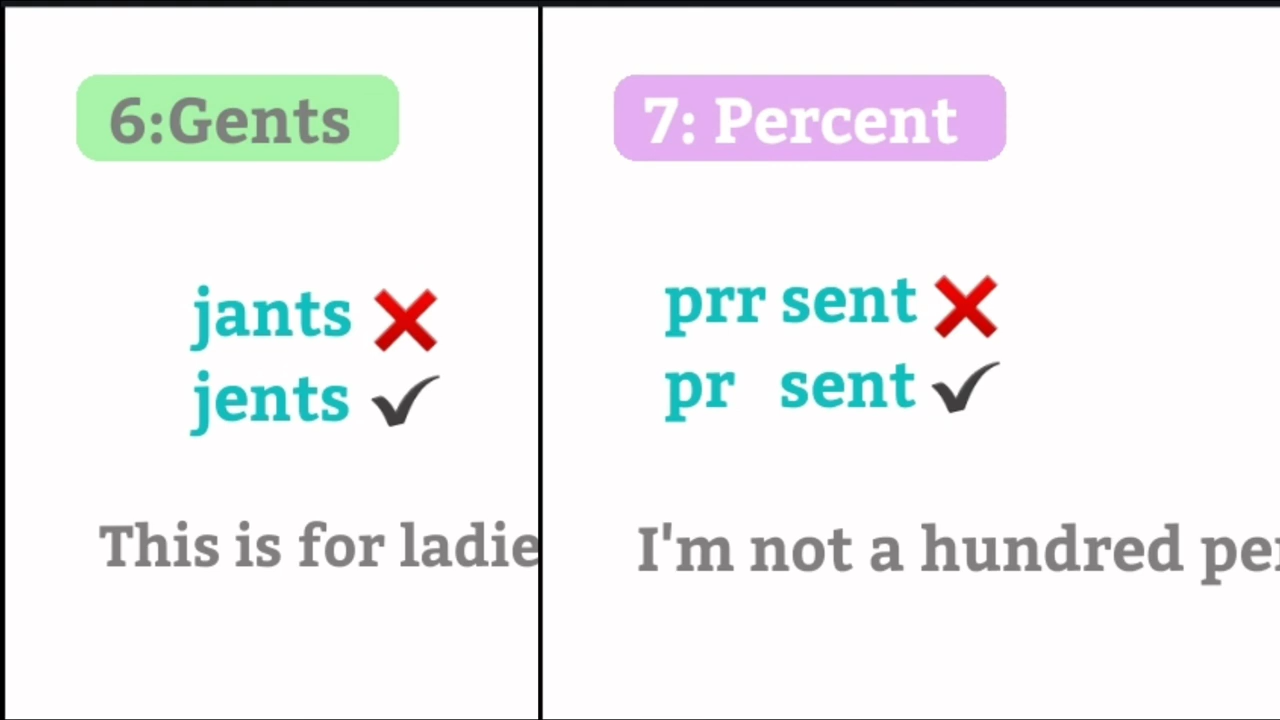 6:Gents
jants
jents
This is for ladie
7: Percent
prr sent
pr sent
I'm not a hundred per